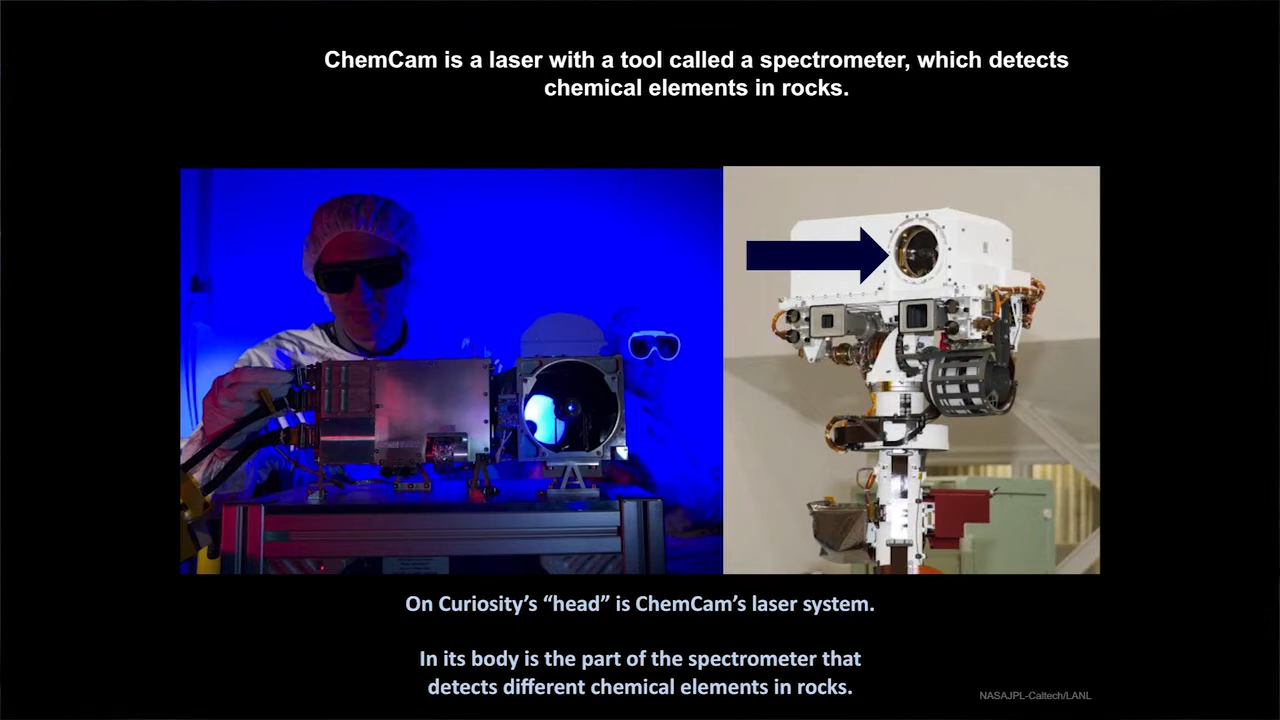 ChemCam is a laser with a tool called a spectrometer, which detects
chemical elements in rocks.
On Curiosity’s “head” is ChemCam’s laser system.
In its body is the part of the spectrometer that
detects different chemical elements in rocks.
NASAJPL-Caltech/LANL